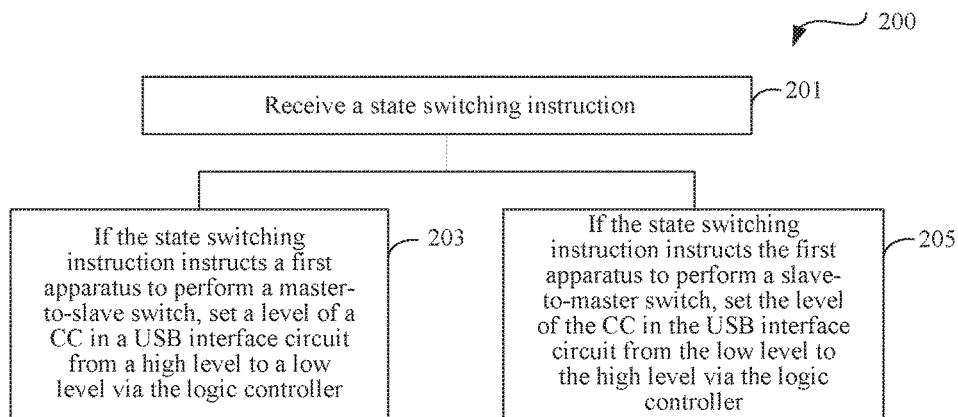 200
Receive a state switching instruction
201
If the state switching
instruction instructs a first
apparatus to perform a master-
to-slave switch, set a level of a
CC in a USB interface circuit
from a high level to a low
level via the logic controller
203
If the state switching
instruction instructs the first
apparatus to perform a slave-
to-master switch, set the level
of the CC in the USB interface
circuit from the low level to
the high level via the logic
controller
205